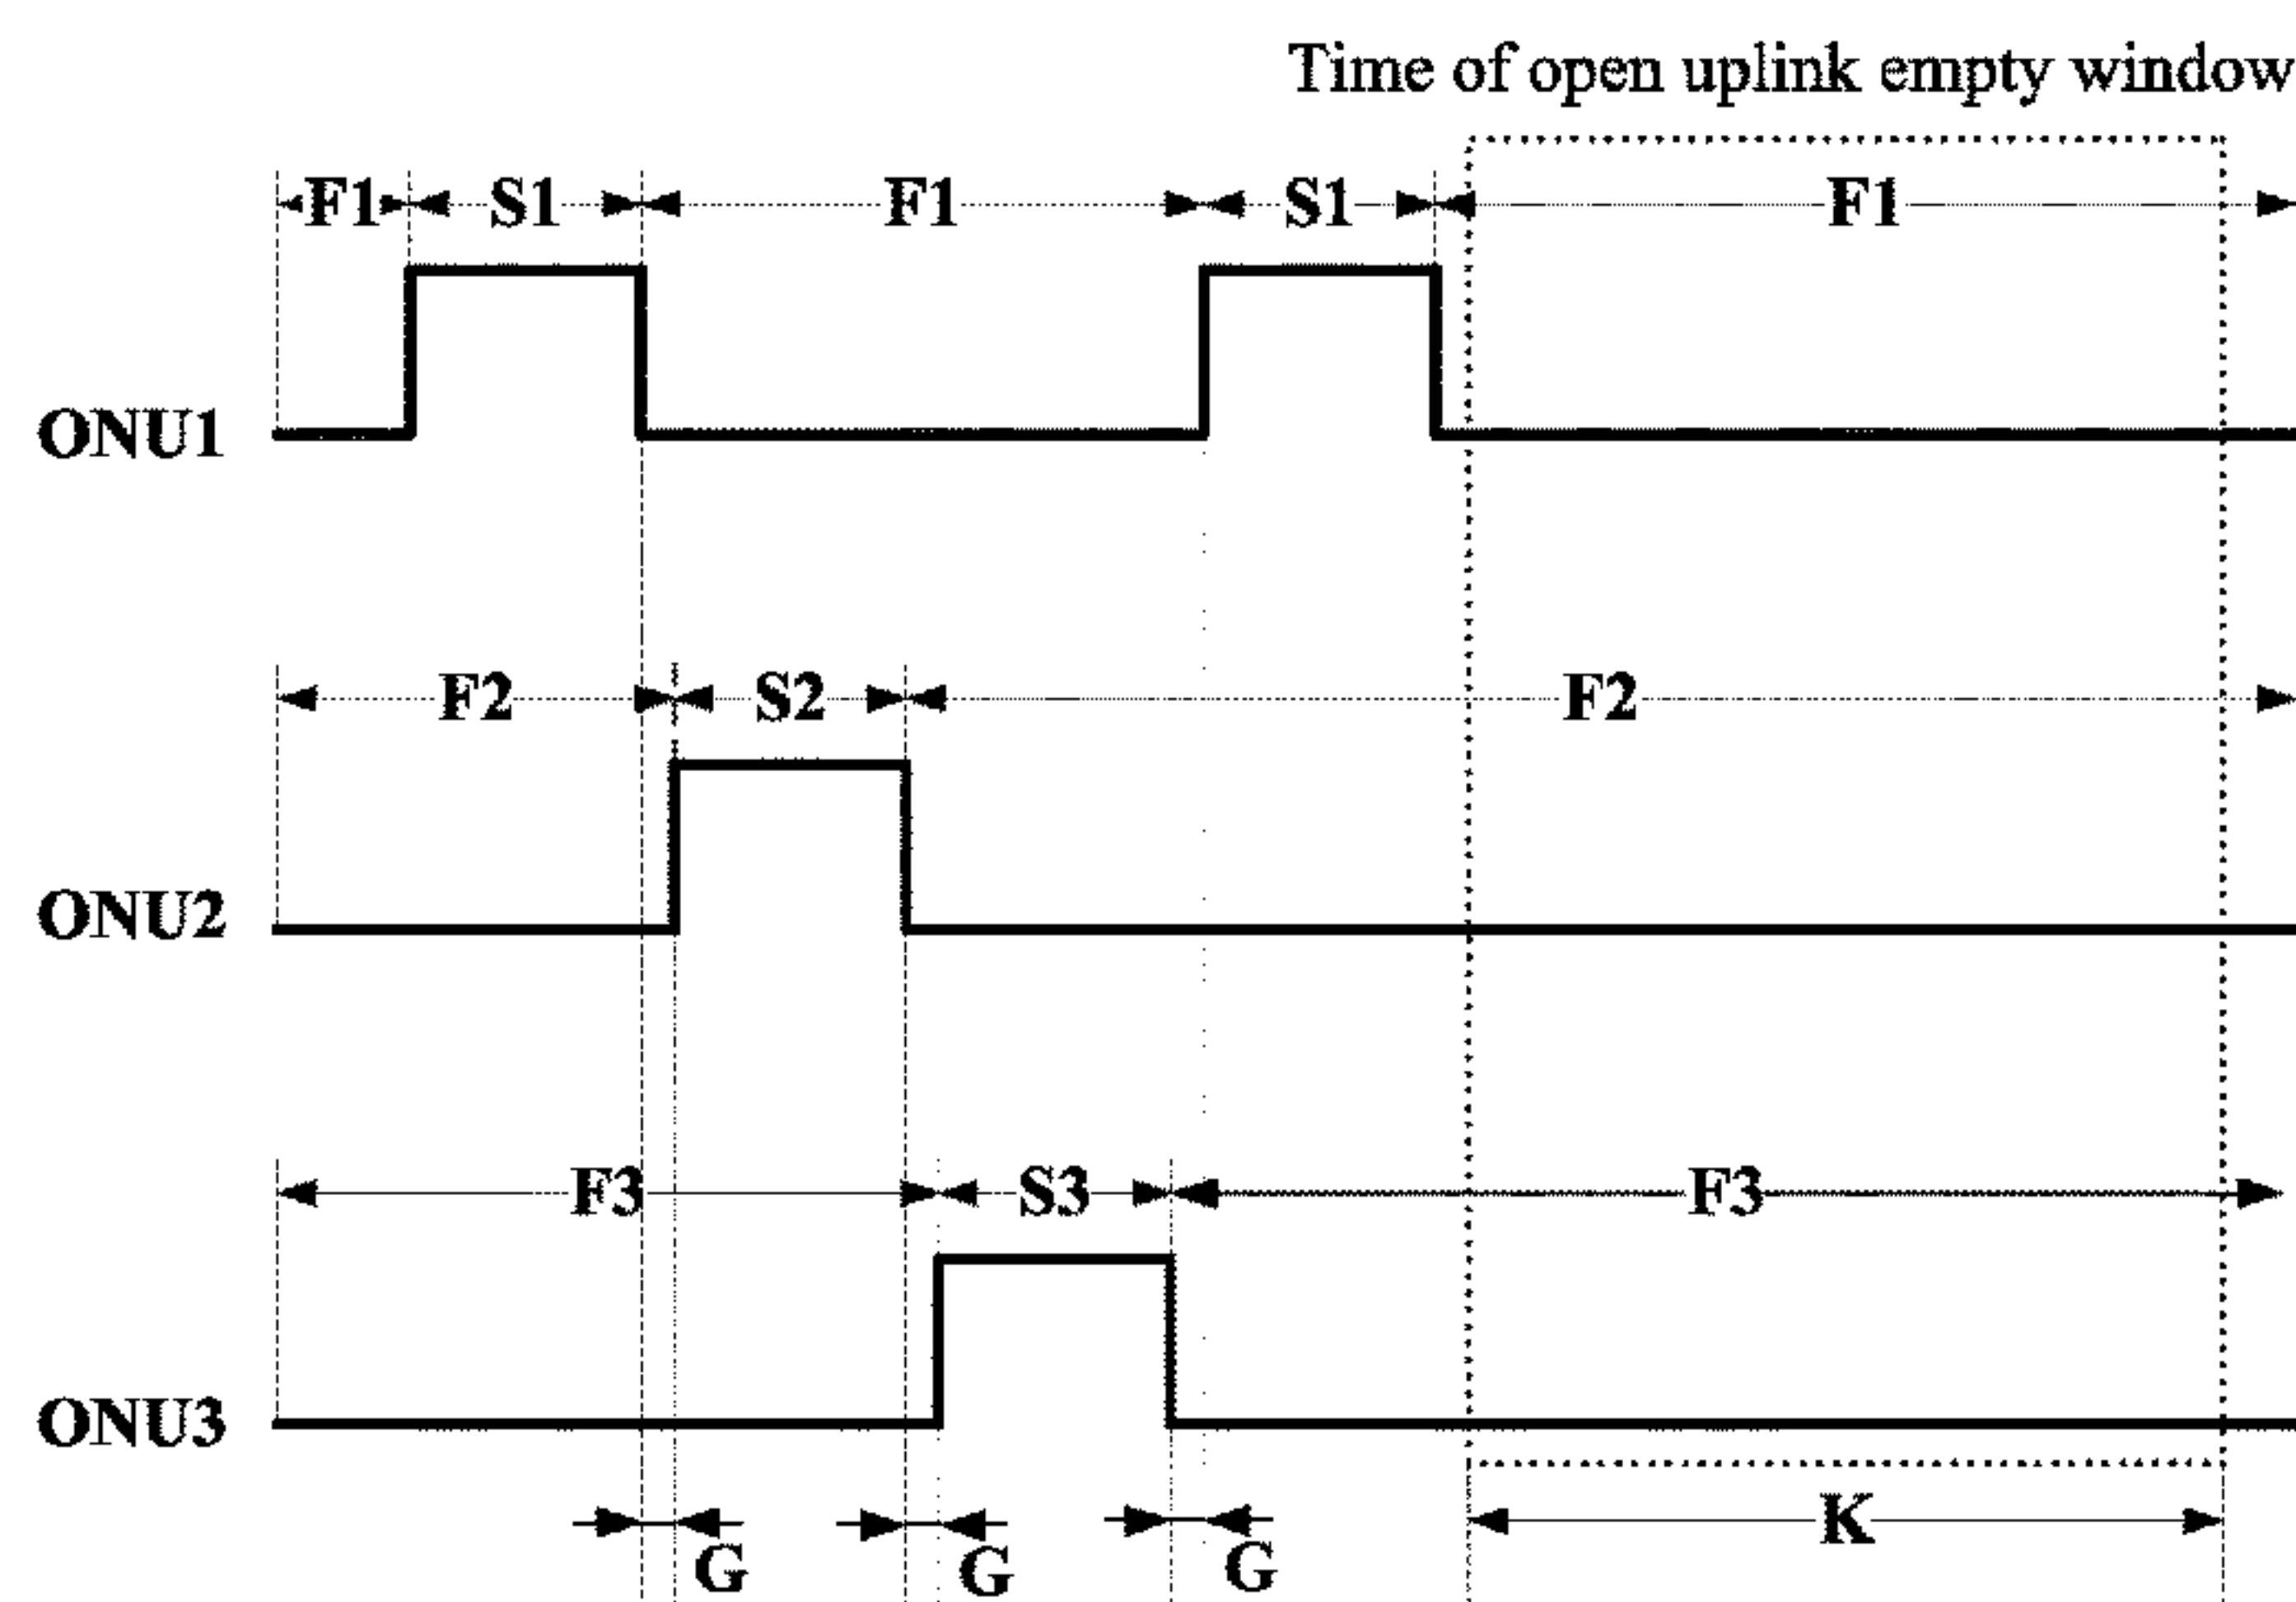 Time of open uplink empty window
F1 S1 F1 S1 F1
ONU1
F2 S2 F2
ONU2
F3 S3 F3
ONU3
K
G G G